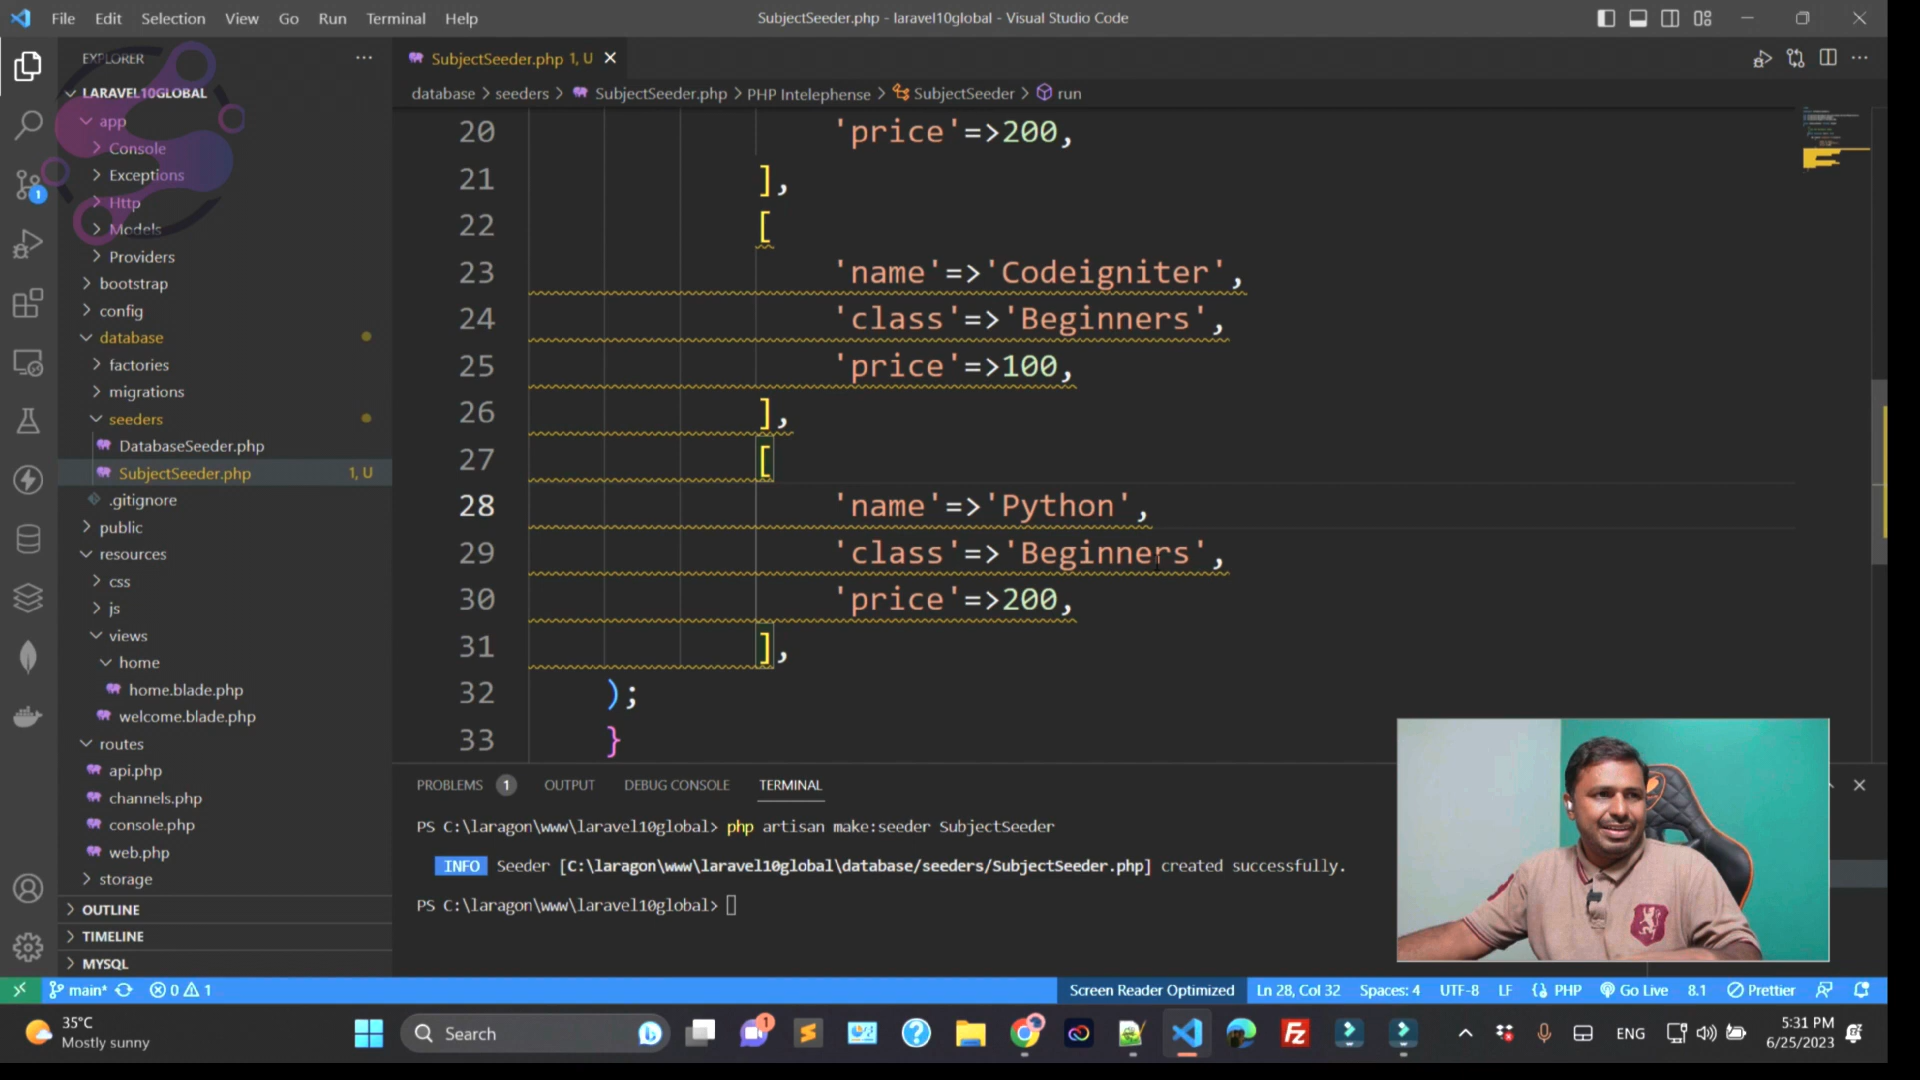 File Edit Selection View Go Run Terminal Help
SubjectSeeder.php - laravel10global - Visual Studio Code
EXPLORER
LARAVEL10GLOBAL
app
Console
Exceptions
Http
Models
Providers
bootstrap
config
database
factories
migrations
seeders
DatabaseSeeder.php
SubjectSeeder.php 1, U
.gitignore
public
resources
css
js
views
home
home.blade.php
welcome.blade.php
routes
api.php
channels.php
console.php
web.php
storage
OUTLINE
TIMELINE
MYSQL
1
SubjectSeeder.php 1, U
database > seeders > SubjectSeeder.php > PHP Intelephense > SubjectSeeder > run
20 'price'=>200,
21 ],
22 [
23 'name'=>'Codeigniter',
24 'class'=>'Beginners',
25 'price'=>100,
26 ],
27 [
28 'name'=>'Python',
29 'class'=>'Beginners',
30 'price'=>200,
31 ],
32 );
33 }
PROBLEMS 1 OUTPUT DEBUG CONSOLE TERMINAL
PS C:\laragon\www\laravel10global> php artisan make:seeder SubjectSeeder
INFO Seeder [C:\laragon\www\laravel10global\database/seeders/SubjectSeeder.php] created successfully.
PS C:\laragon\www\laravel10global>
main* 0 1 Screen Reader Optimized Ln 28, Col 32 Spaces: 4 UTF-8 LF PHP Go Live 8.1 Prettier
35°C
Mostly sunny
Search
1
ENG
5:31 PM
6/25/2023